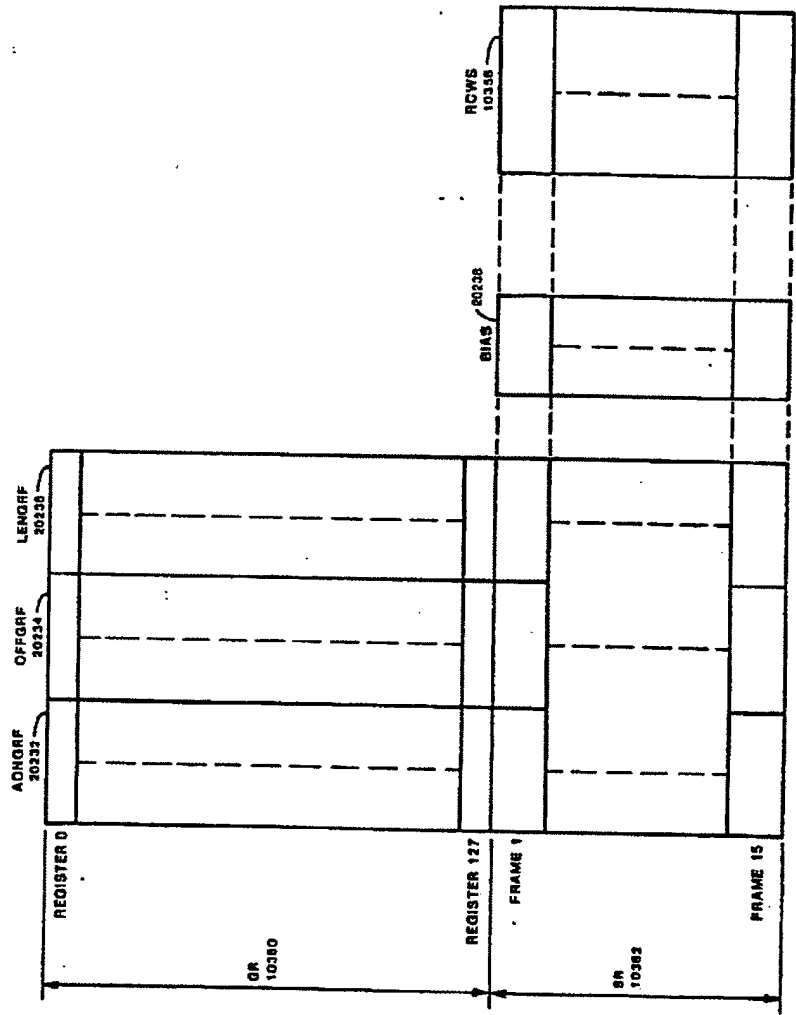 AONGRF
20232
OFFGRF
20234
LENGRF
20236
REGISTER 0
GR
10360
REGISTER 127
FRAME 1
SR
10362
FRAME 15
BIAS
20238
RCWS
10358